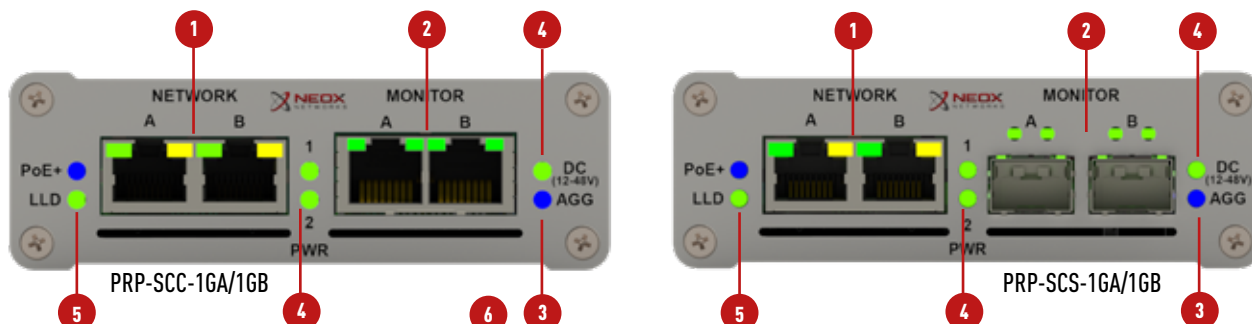 1
2
4
NETWORK
NEOX
NETWORKS
MONITOR
A
B
1
A
B
PoE+
LLD
DC
(12-48V)
AGG
2
PWR
PRP-SCC-1GA/1GB
5
4
6
3
1
2
4
NETWORK
NEOX
NETWORKS
MONITOR
A
B
1
A
B
PoE+
LLD
DC
(12-48V)
AGG
2
PWR
PRP-SCS-1GA/1GB
5
4
3